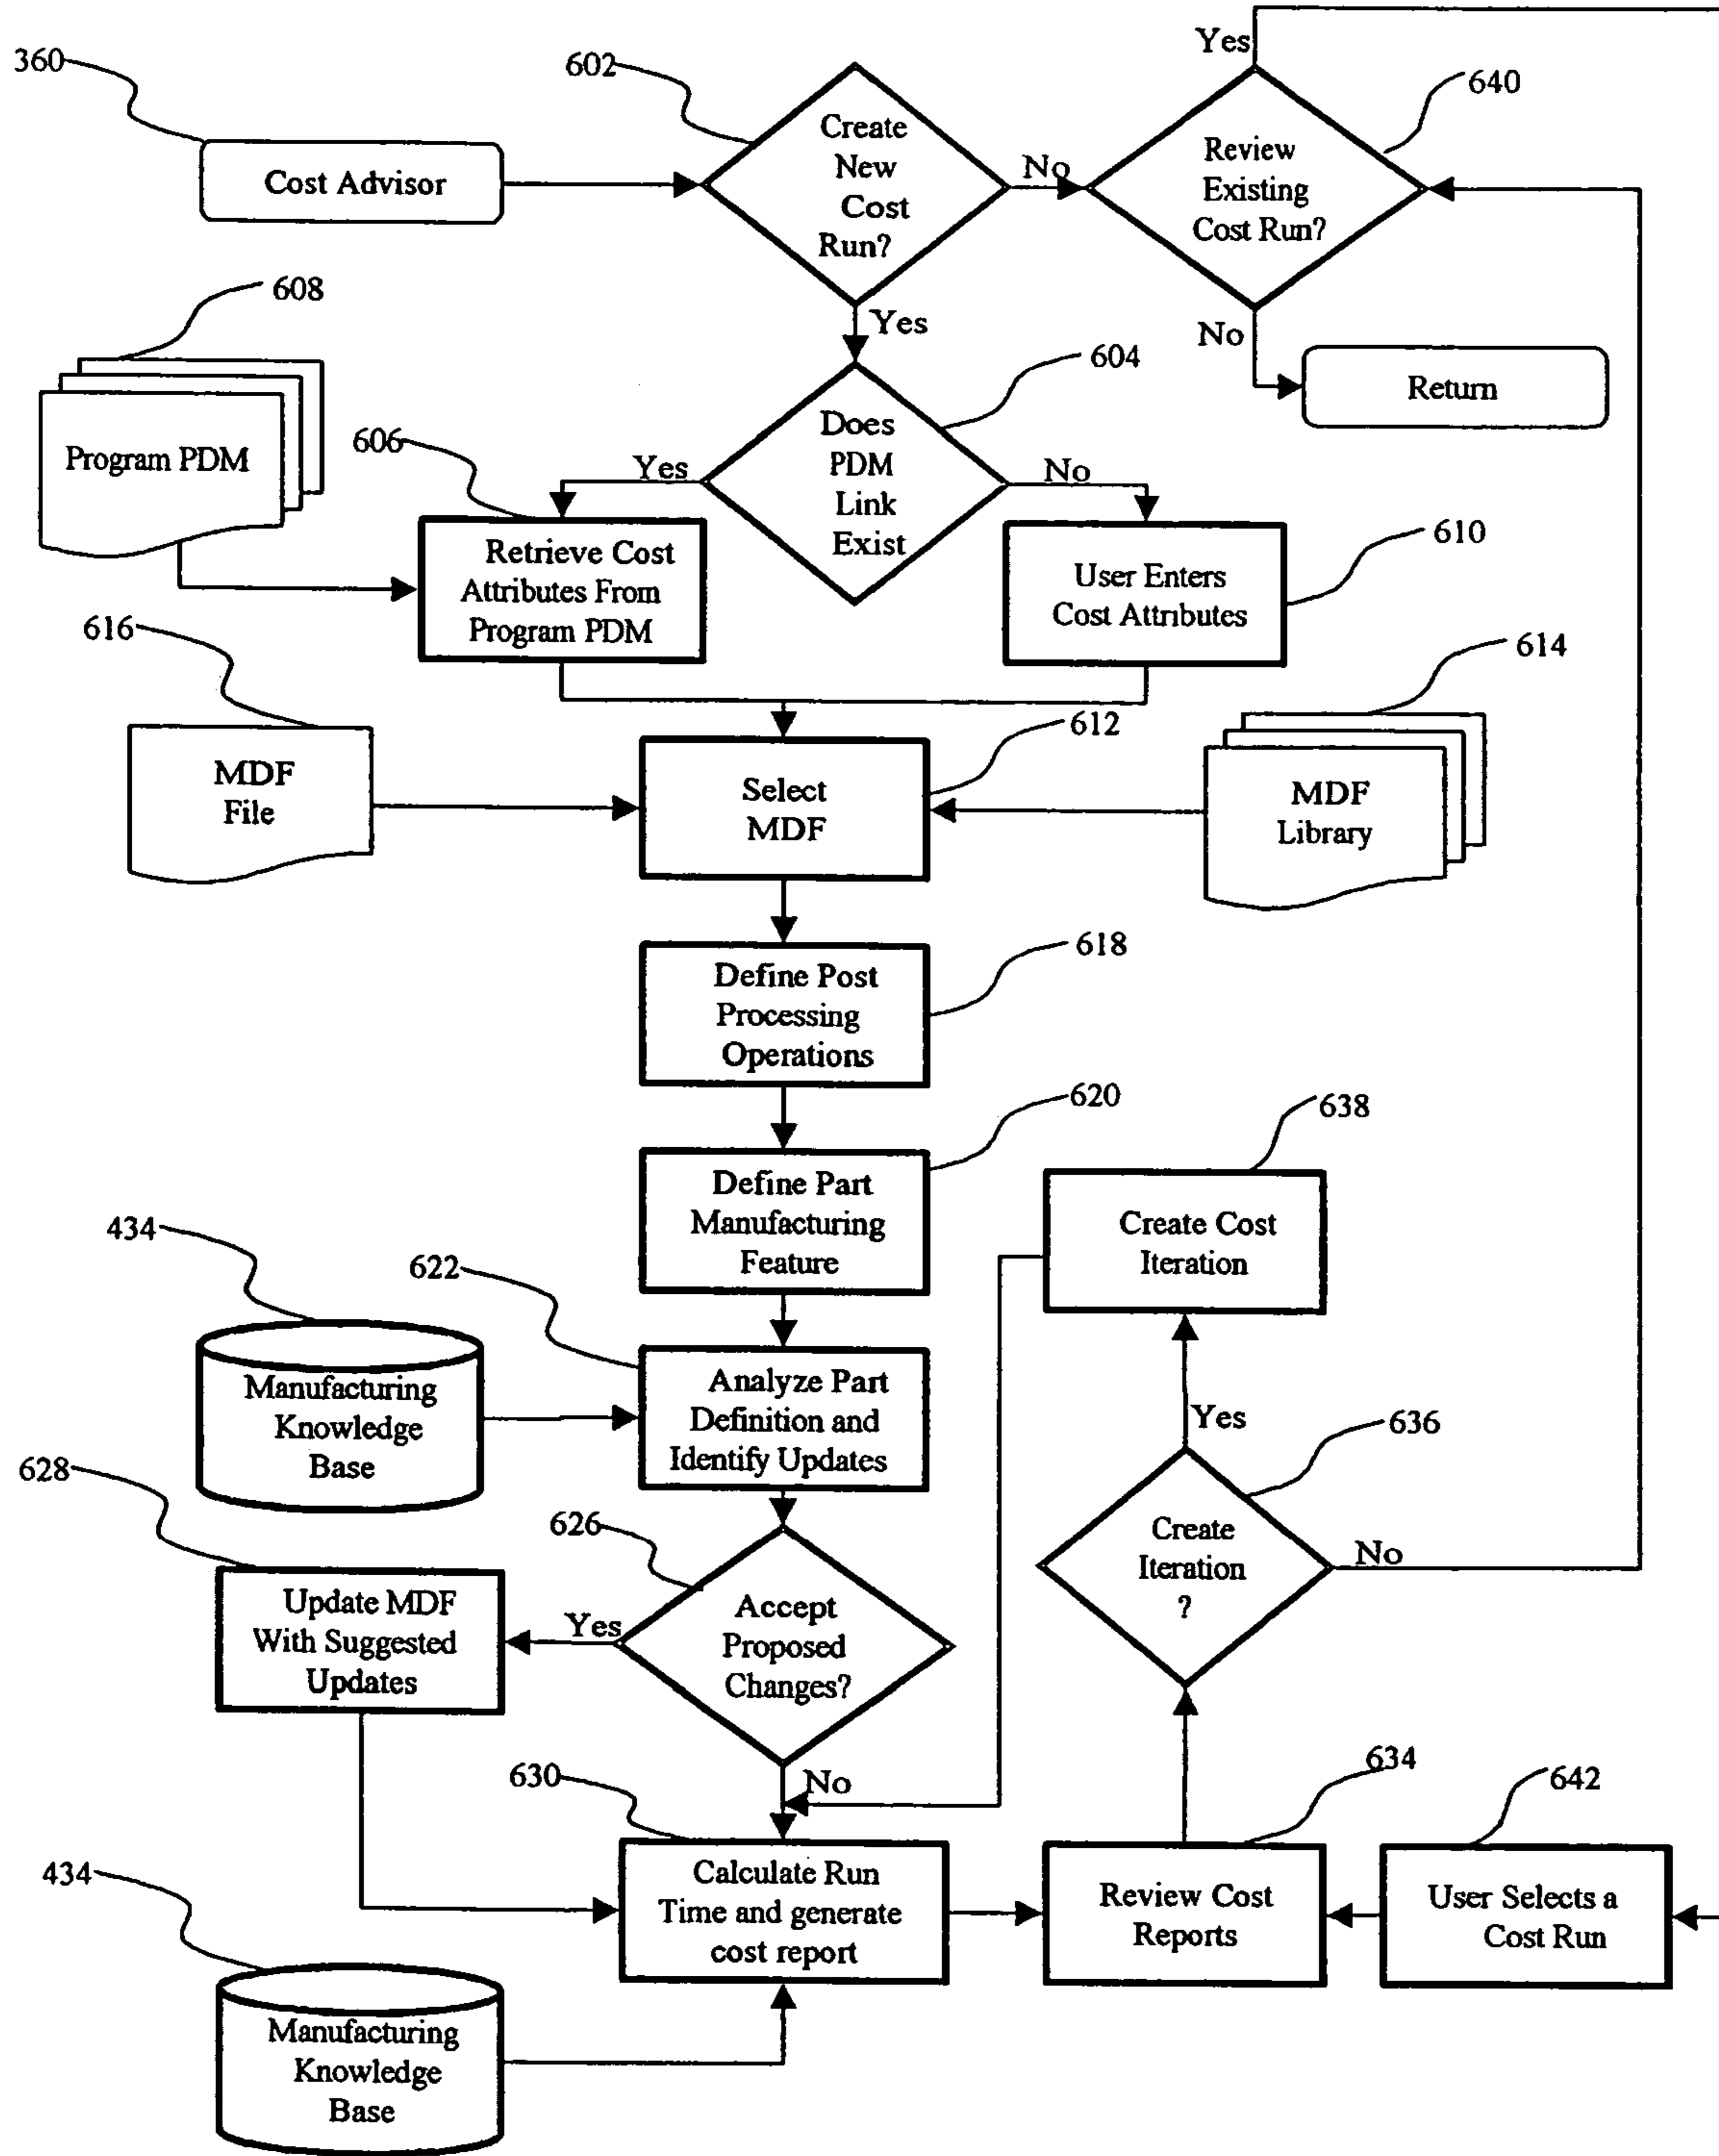 Yes
360
602
640
Cost Advisor
Create
New
Cost
Run?
No
Review
Existing
Cost Run?
608
Yes
No
604
Return
Program PDM
606
Yes
Does
PDM
Link
Exist
No
610
Retrieve Cost
Attributes From
Program PDM
User Enters
Cost Attributes
616
614
612
MDF
File
Select
MDF
MDF
Library
618
Define Post
Processing
Operations
620
638
Define Part
Manufacturing
Feature
Create Cost
Iteration
434
622
Manufacturing
Knowledge
Base
Analyze Part
Definition and
Identify Updates
Yes
636
628
626
Create
Iteration
?
No
Update MDF
With Suggested
Updates
Yes
Accept
Proposed
Changes?
630
No
634
642
434
Calculate Run
Time and generate
cost report
Review Cost
Reports
User Selects a
Cost Run
Manufacturing
Knowledge
Base